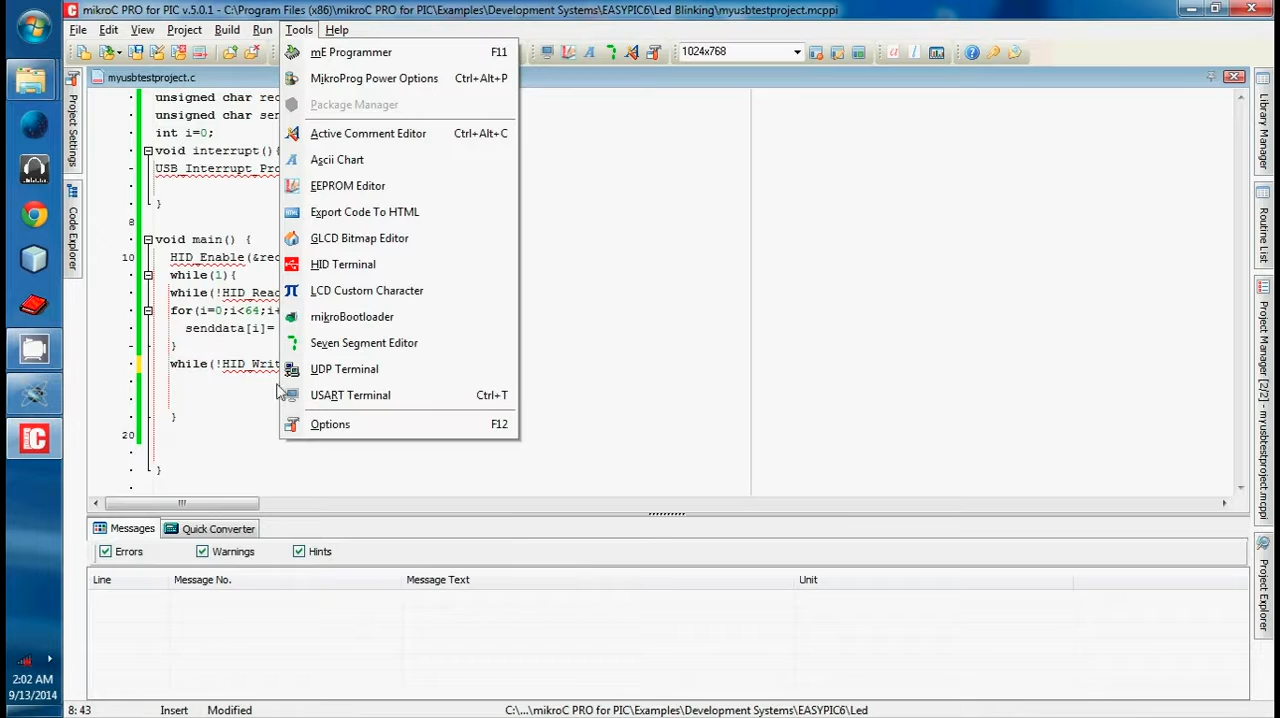 mikroC PRO for PIC v.5.0.1 - C:\Program Files (x86)\mikroC PRO\Examples\Development Systems\EASYPIC6\Led Blinking\myusbtestproject.mcppi
File Edit View Project Build Run Tools Help
1024x768
myusbtestproject.c
mE Programmer F11
MikroProg Power Options Ctrl+Alt+P
Package Manager
Active Comment Editor Ctrl+Alt+C
Ascii Chart
EEPROM Editor
Export Code To HTML
GLCD Bitmap Editor
HID Terminal
LCD Custom Character
mikroBootloader
Seven Segment Editor
UDP Terminal
USART Terminal Ctrl+T
Options F12
unsigned char rec
unsigned char sen
int i=0;
void interrupt(){
USB_Interrupt_Pro
}
8
void main() {
10 HID_Enable(&rec
while(1){
while(!HID_Rea
for(i=0;i<64;i+
senddata[i]=
}
while(!HID_Writ
}
20
}
Project Settings
Code Explorer
Library Manager
Routine List
Project Manager [2/2] - myusbtestproject.mcppi
Project Explorer
Messages Quick Converter
Errors Warnings Hints
Line Message No. Message Text Unit
2:02 AM
9/13/2014
8: 43 Insert Modified C:\...\mikroC PRO for PIC\Examples\Development Systems\EASYPIC6\Led